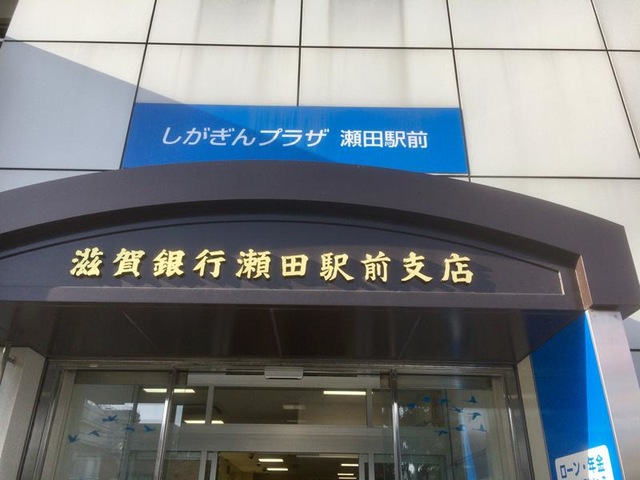 しがぎんプラザ 瀬田駅前
滋賀銀行瀬田駅前支店
ローン・年金